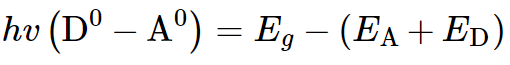 hv (D⁰ – A⁰) = E_g – (E_A + E_D)